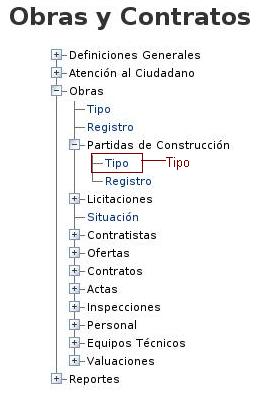 Obras y Contratos
Definiciones Generales
Atención al Ciudadano
Obras
Tipo
Registro
Partidas de Construcción
Tipo Tipo
Registro
Licitaciones
Situación
Contratistas
Ofertas
Contratos
Actas
Inspecciones
Personal
Equipos Técnicos
Valuaciones
Reportes